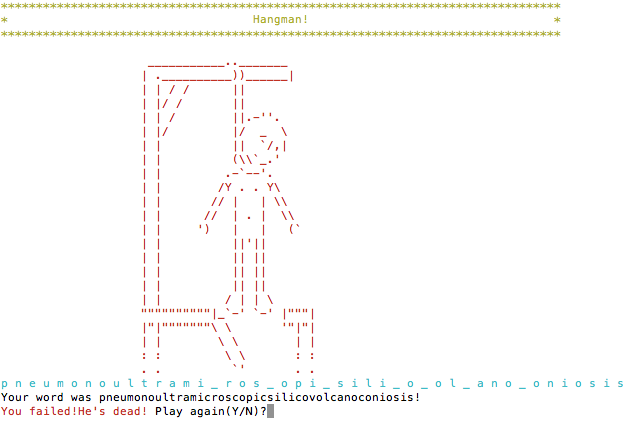 Hangman!
p n e u m o n o u l t r a m i _ r o s _ o p i _ s i l i _ o _ o l _ a n o _ o n i o s i s
Your word was pneumonoultramicroscopicsilicovolcanoconiosis!
You failed!He's dead! Play again(Y/N)?